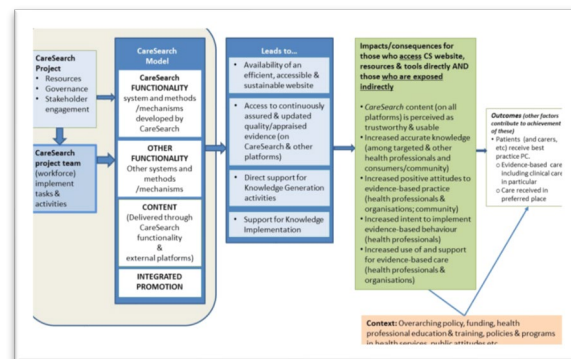 CareSearch
Project
• Resources
• Governance
• Stakeholder
engagement
CareSearch
project team
(workforce)
implement
tasks &
activities
CareSearch
Model
CareSearch
FUNCTIONALITY
system and methods
/mechanisms
developed by
CareSearch
OTHER
FUNCTIONALITY
Other systems and
methods
/mechanisms
CONTENT
(Delivered through
CareSearch
functionality
&
external platforms)
INTEGRATED
PROMOTION
Leads to…
• Availability of an
efficient, accessible &
sustainable website
• Access to continuously
assured & updated
quality/appraised
evidence (on
CareSearch & other
platforms)
• Direct support for
Knowledge Generation
activities
• Support for Knowledge
Implementation
Impacts/consequences for
those who access CS website,
resources & tools directly AND
those who are exposed
indirectly
• CareSearch content (on all
platforms) is perceived as
trustworthy & usable
• Increased accurate knowledge
(among targeted & other
health professionals and
consumers/community)
• Increased positive attitudes to
evidence-based practice
(health professionals &
organisations; community)
• Increased intent to implement
evidence-based behaviour
(health professionals)
• Increased use of and support
for evidence-based care
(health professionals &
organisations)
Outcomes (other factors
contribute to achievement
of these)
• Patients (and carers,
etc) receive best
practice PC.
o Evidence-based care
including clinical care
in particular
o Care received in
preferred place
Context: Overarching policy, funding, health
professional education & training, policies & programs
in health services, public attitudes etc